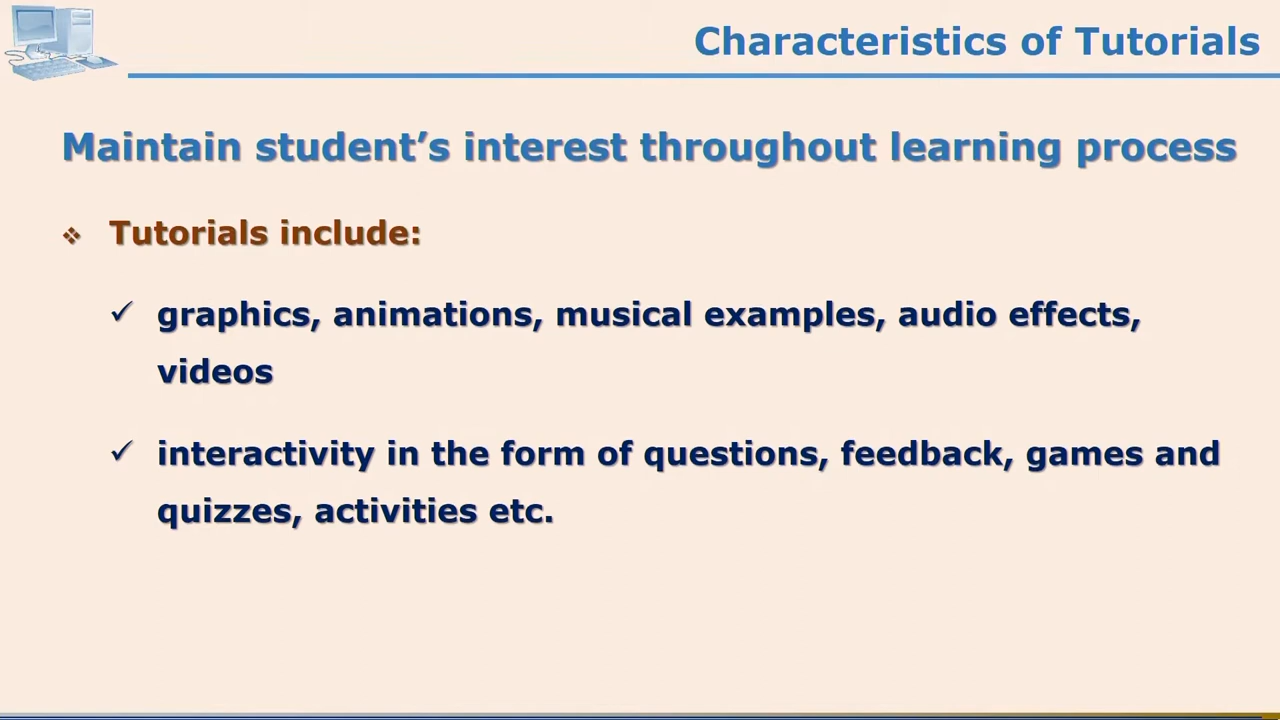 Characteristics of Tutorials
Maintain student’s interest throughout learning process
Tutorials include:
graphics, animations, musical examples, audio effects,
videos
interactivity in the form of questions, feedback, games and
quizzes, activities etc.